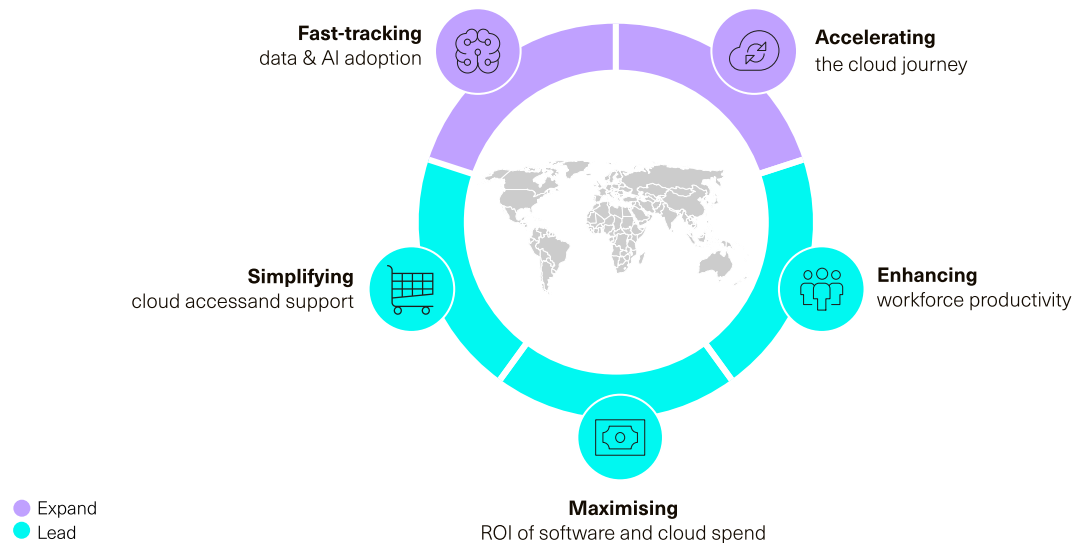 Fast-tracking
data & AI adoption
Accelerating
the cloud journey
Simplifying
cloud accessand support
Enhancing
workforce productivity
Maximising
ROI of software and cloud spend
Expand
Lead